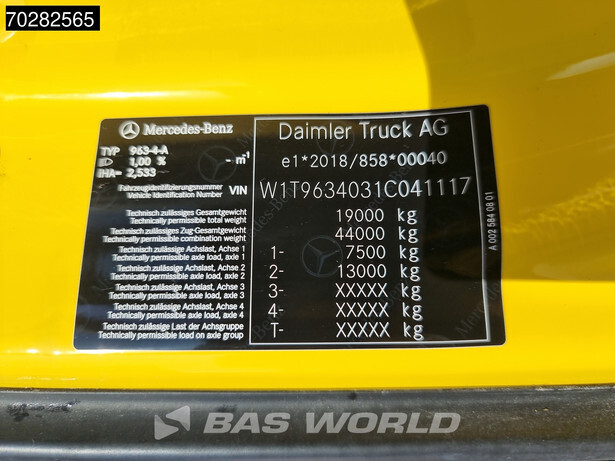 70282565
Mercedes-Benz
Daimler Truck AG
TYP 963-4-A
1,00 % - m⁻¹
IHA= 2,533
e1*2018/858*00040
Fahrzeugidentifizierungsnummer
Vehicle Identification Number VIN W1T9634031C041117
Technisch zulässiges Gesamtgewicht
Technically permissible total weight 19000 kg
Technisch zulässiges Zug-Gesamtgewicht
Technically permissible combination weight 44000 kg
Technisch zulässige Achslast, Achse 1
Technically permissible axle load, axle 1 1- 7500 kg
Technisch zulässige Achslast, Achse 2
Technically permissible axle load, axle 2 2- 13000 kg
Technisch zulässige Achslast, Achse 3
Technically permissible axle load, axle 3 3- XXXXX kg
Technisch zulässige Achslast, Achse 4
Technically permissible axle load, axle 4 4- XXXXX kg
Technisch zulässige Last der Achsgruppe
Technically permissible load on axle group T- XXXXX kg
A 002 584 08 01
BAS WORLD